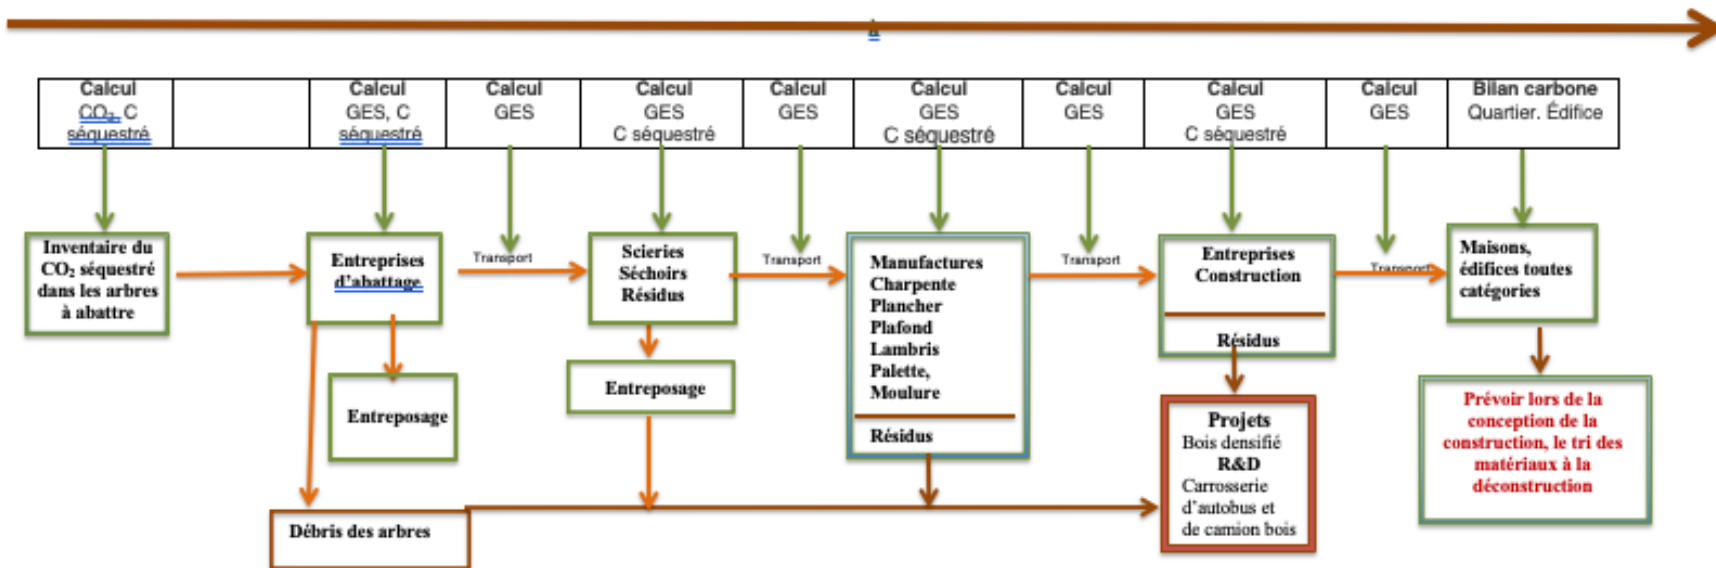 à
Calcul
CO₂, C
séquestré
Calcul
GES, C
séquestré
Calcul
GES
Calcul
GES
C séquestré
Calcul
GES
Calcul
GES
C séquestré
Calcul
GES
Calcul
GES
C séquestré
Calcul
GES
Bilan carbone
Quartier. Édifice
Inventaire du
CO₂ séquestré
dans les arbres
à abattre
Entreprises
d'abattage
Transport
Scieries
Séchoirs
Résidus
Transport
Manufactures
Charpente
Plancher
Plafond
Lambris
Palette,
Moulure
Résidus
Transport
Entreprises
Construction
Résidus
Transport
Maisons,
édifices toutes
catégories
Entreposage
Entreposage
Débris des arbres
Projets
Bois densifié
R&D
Carrosserie
d'autobus et
de camion bois
Prévoir lors de la
conception de la
construction, le tri des
matériaux à la
déconstruction